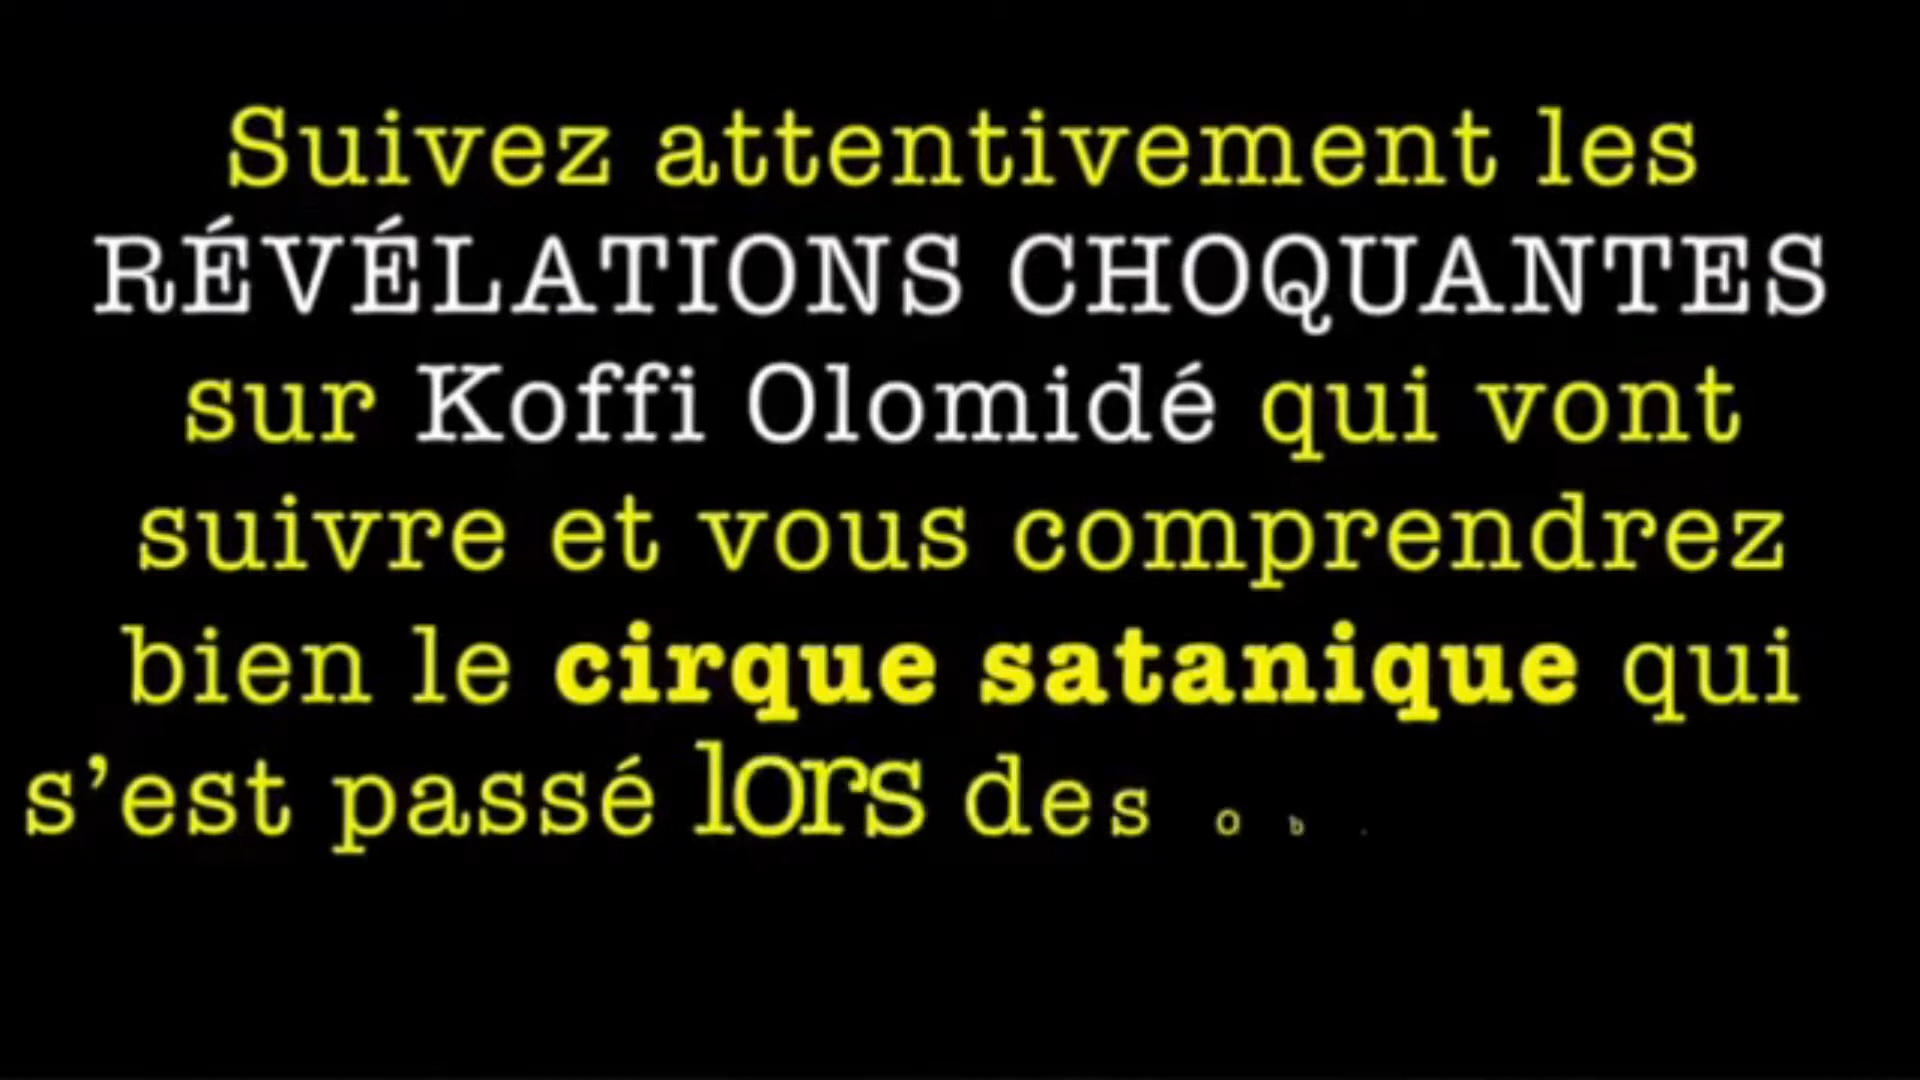 Suivez attentivement les
RÉVÉLATIONS CHOQUANTES
sur Koffi Olomidé qui vont
suivre et vous comprendrez
bien le cirque satanique qui
s’est passé lors des ob